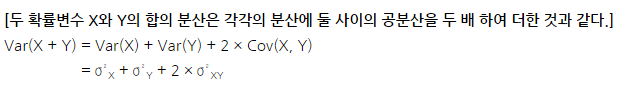 [두 확률변수 X와 Y의 합의 분산은 각각의 분산에 둘 사이의 공분산을 두 배 하여 더한 것과 같다.]
Var(X + Y) = Var(X) + Var(Y) + 2 × Cov(X, Y)
= σ²X + σ²Y + 2 × σ²XY